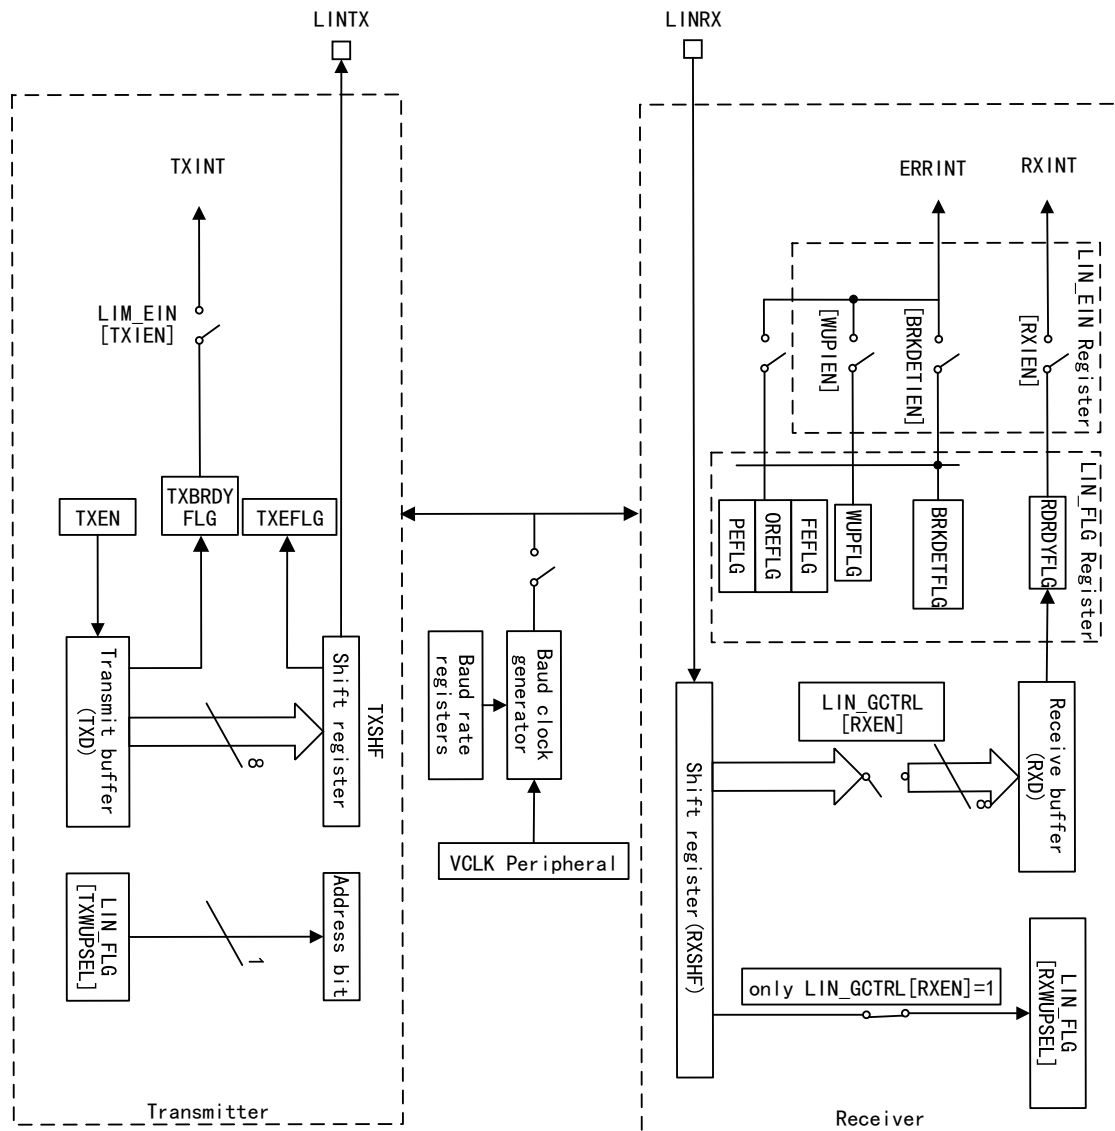 LINTX
LINRX
TXINT
LIM_EIN
[TXIEN]
TXEN
TXBRDY
FLG
TXEFLG
Transmit buffer
(TXD)
8
Shift register
TXSHF
LIN_FLG
[TXWUPSEL]
1
Address bit
Transmitter
Baud rate
registers
Baud clock
generator
VCLK Peripheral
ERRINT
RXINT
LIN_EIN Register
[WUPIEN]
[BRKDETIEN]
[RXIEN]
LIN_FLG Register
PEFLG
OREFLG
FEFLG
WUPFLG
BRKDETFLG
RDRDYFLG
Shift register(RXSHF)
LIN_GCTRL
[RXEN]
8
Receive buffer
(RXD)
only LIN_GCTRL[RXEN]=1
LIN_FLG
[RXWUPSEL]
Receiver